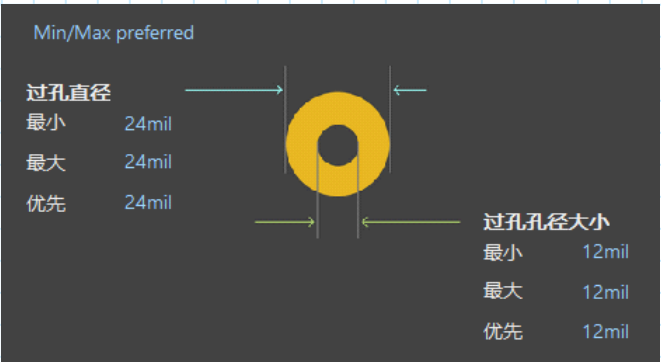 Min/Max preferred
过孔直径
最小 24mil
最大 24mil
优先 24mil
过孔孔径大小
最小 12mil
最大 12mil
优先 12mil